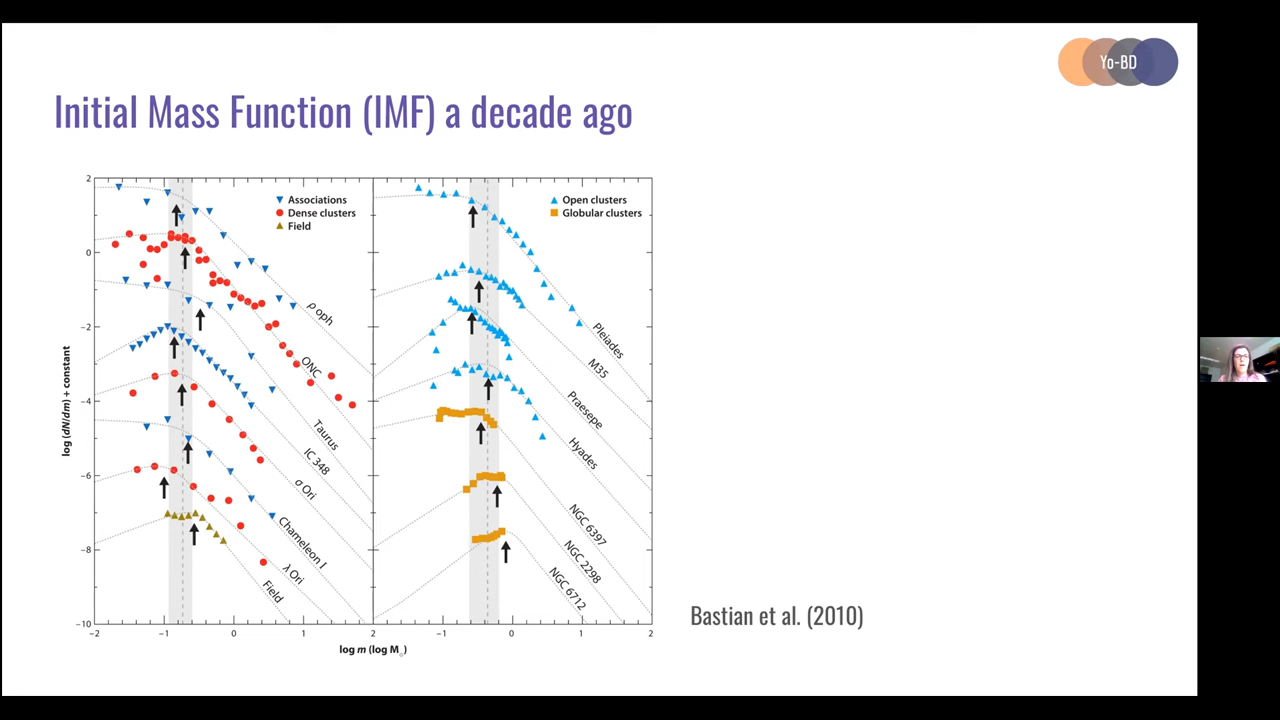 Yo-BD
Initial Mass Function (IMF) a decade ago
2
0
−2
−4
−6
−8
−10
log (dN/dm) + constant
Associations
Dense clusters
Field
ρ oph
ONC
Taurus
IC 348
σ Ori
Chameleon I
λ Ori
Field
Open clusters
Globular clusters
Pleiades
M35
Praesepe
Hyades
NGC 6397
NGC 2298
NGC 6712
−2
−1
0
1
2
−1
0
1
2
log m (log M☉)
Bastian et al. (2010)